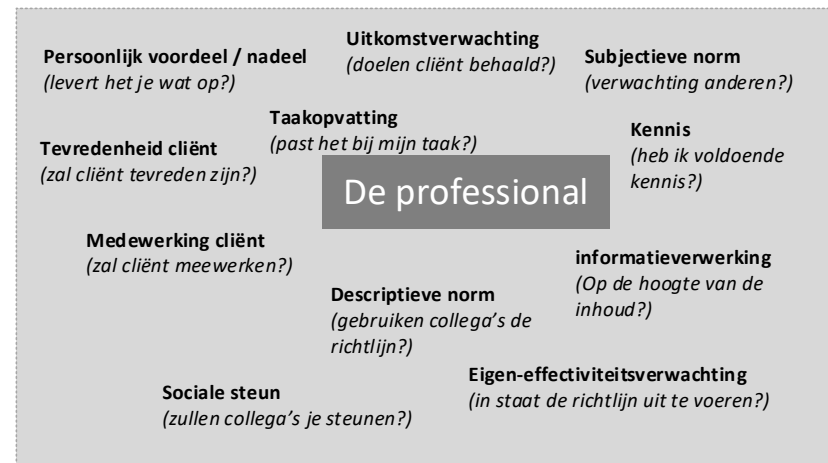 Persoonlijk voordeel / nadeel
(levert het je wat op?)
Uitkomstverwachting
(doelen cliënt behaald?)
Subjectieve norm
(verwachting anderen?)
Taakopvatting
(past het bij mijn taak?)
Tevredenheid cliënt
(zal cliënt tevreden zijn?)
Kennis
(heb ik voldoende
kennis?)
De professional
Medewerking cliënt
(zal cliënt meewerken?)
informatieverwerking
(Op de hoogte van de
inhoud?)
Descriptieve norm
(gebruiken collega's de
richtlijn?)
Sociale steun
(zullen collega's je steunen?)
Eigen-effectiviteitsverwachting
(in staat de richtlijn uit te voeren?)